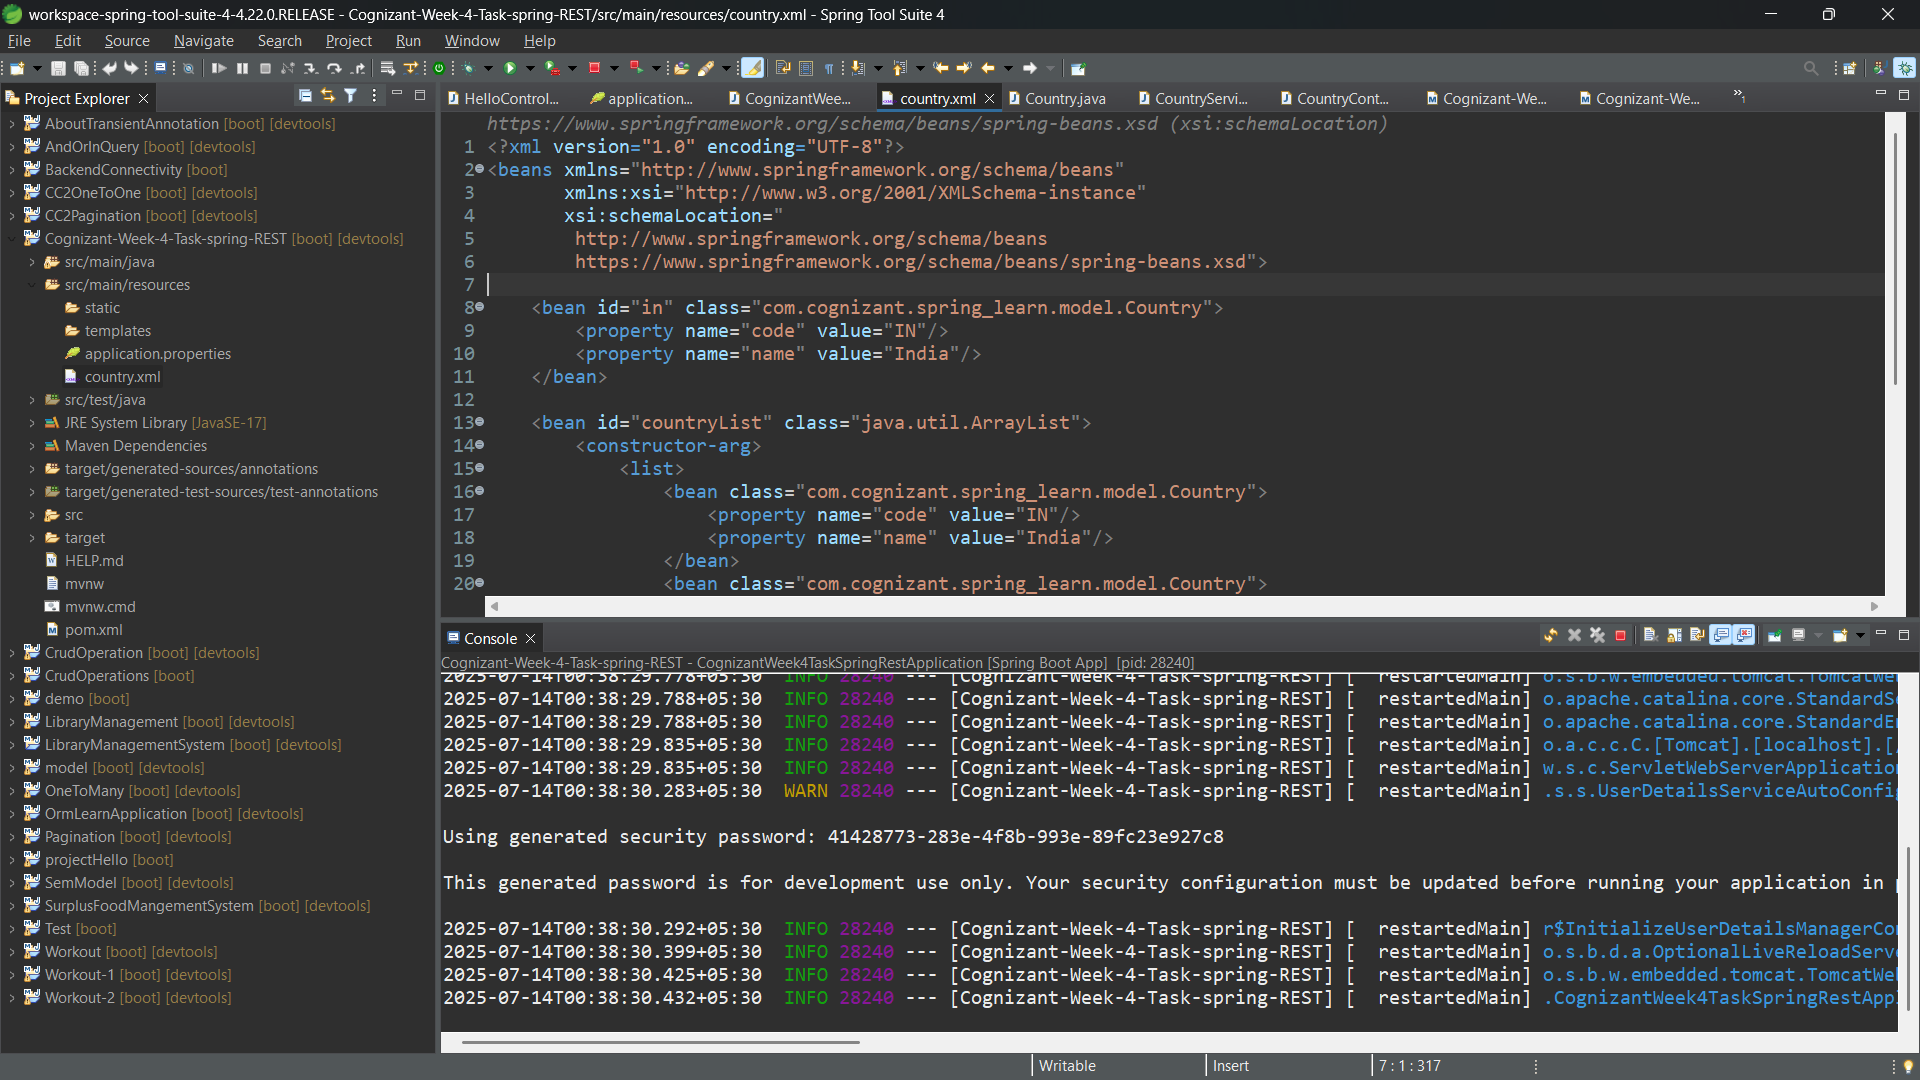 workspace-spring-tool-suite-4-4.22.0.RELEASE - Cognizant-Week-4-Task-spring-REST/src/main/resources/country.xml - Spring Tool Suite 4
File Edit Source Navigate Search Project Run Window Help
Project Explorer
AboutTransientAnnotation [boot] [devtools]
AndOrInQuery [boot] [devtools]
BackendConnectivity [boot]
CC2OneToOne [boot] [devtools]
CC2Pagination [boot] [devtools]
Cognizant-Week-4-Task-spring-REST [boot] [devtools]
src/main/java
src/main/resources
static
templates
application.properties
country.xml
src/test/java
JRE System Library [JavaSE-17]
Maven Dependencies
target/generated-sources/annotations
target/generated-test-sources/test-annotations
src
target
HELP.md
mvnw
mvnw.cmd
pom.xml
CrudOperation [boot] [devtools]
CrudOperations [boot]
demo [boot]
LibraryManagement [boot] [devtools]
LibraryManagementSystem [boot] [devtools]
model [boot] [devtools]
OneToMany [boot] [devtools]
OrmLearnApplication [boot] [devtools]
Pagination [boot] [devtools]
projectHello [boot]
SemModel [boot] [devtools]
SurplusFoodMangementSystem [boot] [devtools]
Test [boot]
Workout [boot] [devtools]
Workout-1 [boot] [devtools]
Workout-2 [boot] [devtools]
HelloControl... application... CognizantWee... country.xml Country.java CountryServi... CountryCont... Cognizant-We... Cognizant-We... »1
https://www.springframework.org/schema/beans/spring-beans.xsd (xsi:schemaLocation)
1 <?xml version="1.0" encoding="UTF-8"?>
2 <beans xmlns="http://www.springframework.org/schema/beans"
3 xmlns:xsi="http://www.w3.org/2001/XMLSchema-instance"
4 xsi:schemaLocation="
5 http://www.springframework.org/schema/beans
6 https://www.springframework.org/schema/beans/spring-beans.xsd">
7
8 <bean id="in" class="com.cognizant.spring_learn.model.Country">
9 <property name="code" value="IN"/>
10 <property name="name" value="India"/>
11 </bean>
12
13 <bean id="countryList" class="java.util.ArrayList">
14 <constructor-arg>
15 <list>
16 <bean class="com.cognizant.spring_learn.model.Country">
17 <property name="code" value="IN"/>
18 <property name="name" value="India"/>
19 </bean>
20 <bean class="com.cognizant.spring_learn.model.Country">
Console
Cognizant-Week-4-Task-spring-REST - CognizantWeek4TaskSpringRestApplication [Spring Boot App] [pid: 28240]
2025-07-14T00:38:29.778+05:30 INFO 28240 --- [Cognizant-Week-4-Task-spring-REST] [ restartedMain] o.s.b.w.embedded.tomcat.TomcatWe
2025-07-14T00:38:29.788+05:30 INFO 28240 --- [Cognizant-Week-4-Task-spring-REST] [ restartedMain] o.apache.catalina.core.StandardS
2025-07-14T00:38:29.788+05:30 INFO 28240 --- [Cognizant-Week-4-Task-spring-REST] [ restartedMain] o.apache.catalina.core.StandardE
2025-07-14T00:38:29.835+05:30 INFO 28240 --- [Cognizant-Week-4-Task-spring-REST] [ restartedMain] o.a.c.c.C.[Tomcat].[localhost].[
2025-07-14T00:38:29.835+05:30 INFO 28240 --- [Cognizant-Week-4-Task-spring-REST] [ restartedMain] w.s.c.ServletWebServerApplication
2025-07-14T00:38:30.283+05:30 WARN 28240 --- [Cognizant-Week-4-Task-spring-REST] [ restartedMain] .s.s.UserDetailsServiceAutoConfi
Using generated security password: 41428773-283e-4f8b-993e-89fc23e927c8
This generated password is for development use only. Your security configuration must be updated before running your application in
2025-07-14T00:38:30.292+05:30 INFO 28240 --- [Cognizant-Week-4-Task-spring-REST] [ restartedMain] r$InitializeUserDetailsManagerCo
2025-07-14T00:38:30.399+05:30 INFO 28240 --- [Cognizant-Week-4-Task-spring-REST] [ restartedMain] o.s.b.d.a.OptionalLiveReloadServ
2025-07-14T00:38:30.425+05:30 INFO 28240 --- [Cognizant-Week-4-Task-spring-REST] [ restartedMain] o.s.b.w.embedded.tomcat.TomcatWe
2025-07-14T00:38:30.432+05:30 INFO 28240 --- [Cognizant-Week-4-Task-spring-REST] [ restartedMain] .CognizantWeek4TaskSpringRestApp
Writable Insert 7 : 1 : 317